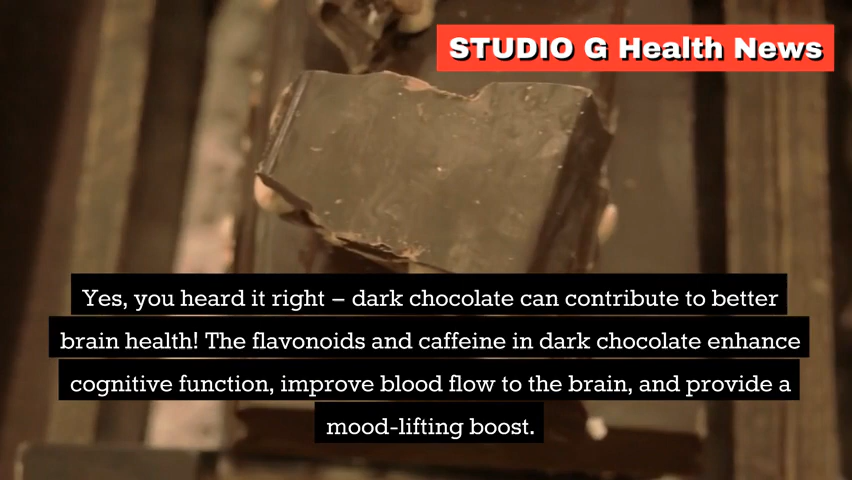 STUDIO G Health News
Yes, you heard it right – dark chocolate can contribute to better
brain health! The flavonoids and caffeine in dark chocolate enhance
cognitive function, improve blood flow to the brain, and provide a
mood-lifting boost.